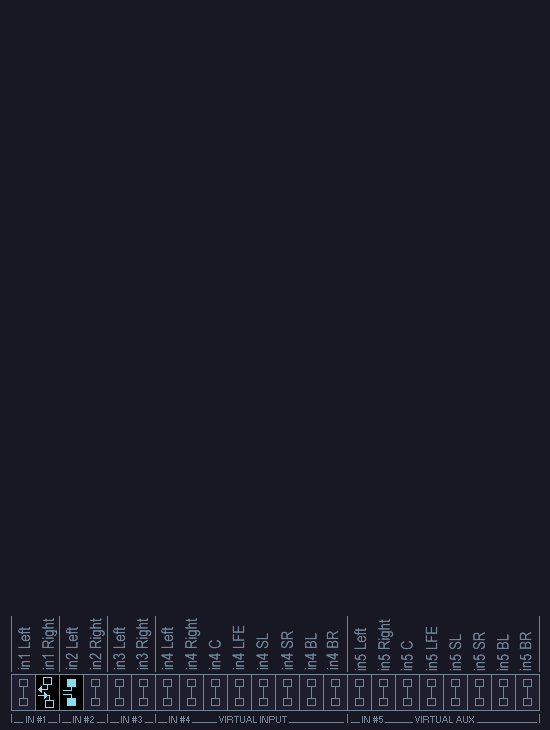 in1 Left
in1 Right
in2 Left
in2 Right
in3 Left
in3 Right
in4 Left
in4 Right
in4 C
in4 LFE
in4 SL
in4 SR
in4 BL
in4 BR
in5 Left
in5 Right
in5 C
in5 LFE
in5 SL
in5 SR
in5 BL
in5 BR
IN #1 IN #2 IN #3 IN #4 VIRTUAL INPUT IN #5 VIRTUAL AUX